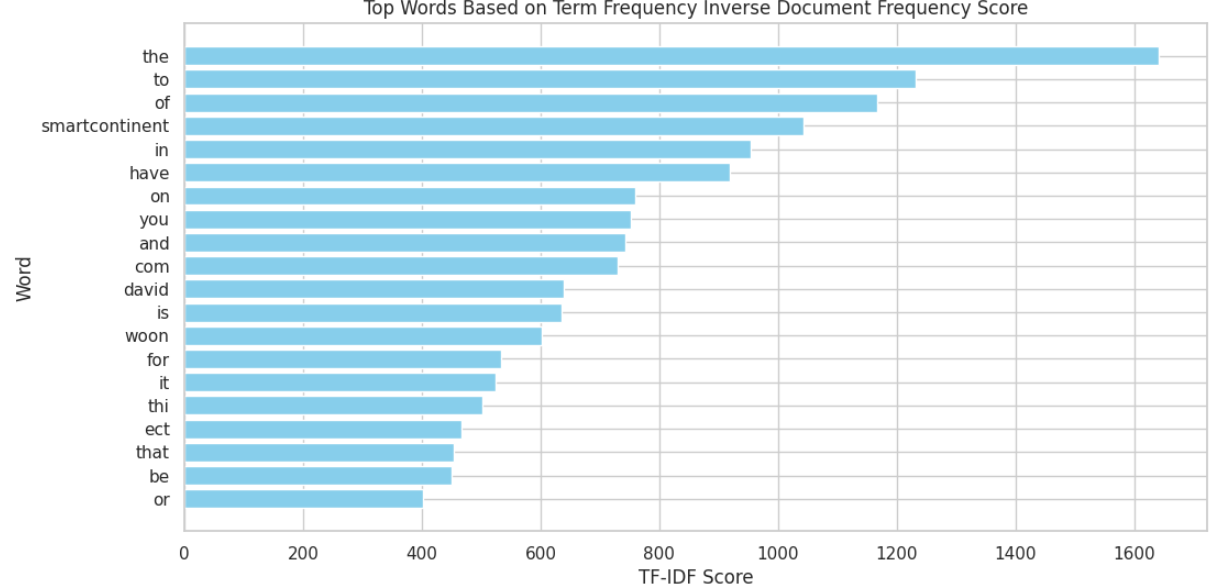 Top Words Based on Term Frequency Inverse Document Frequency Score
the
to
of
smartcontinent
in
have
on
you
and
com
david
is
woon
for
it
thi
ect
that
be
or
Word
0 200 400 600 800 1000 1200 1400 1600
TF-IDF Score